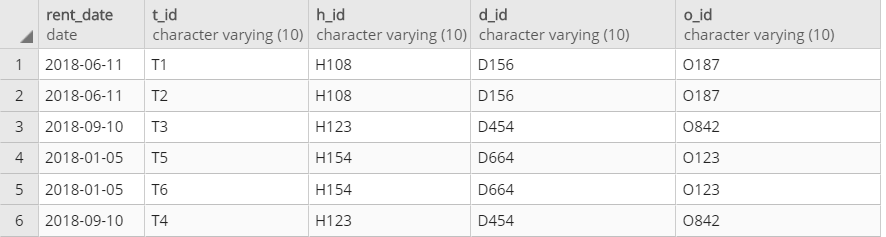 rent_date t_id h_id d_id o_id
date character varying (10) character varying (10) character varying (10) character varying (10)
1 2018-06-11 T1 H108 D156 O187
2 2018-06-11 T2 H108 D156 O187
3 2018-09-10 T3 H123 D454 O842
4 2018-01-05 T5 H154 D664 O123
5 2018-01-05 T6 H154 D664 O123
6 2018-09-10 T4 H123 D454 O842